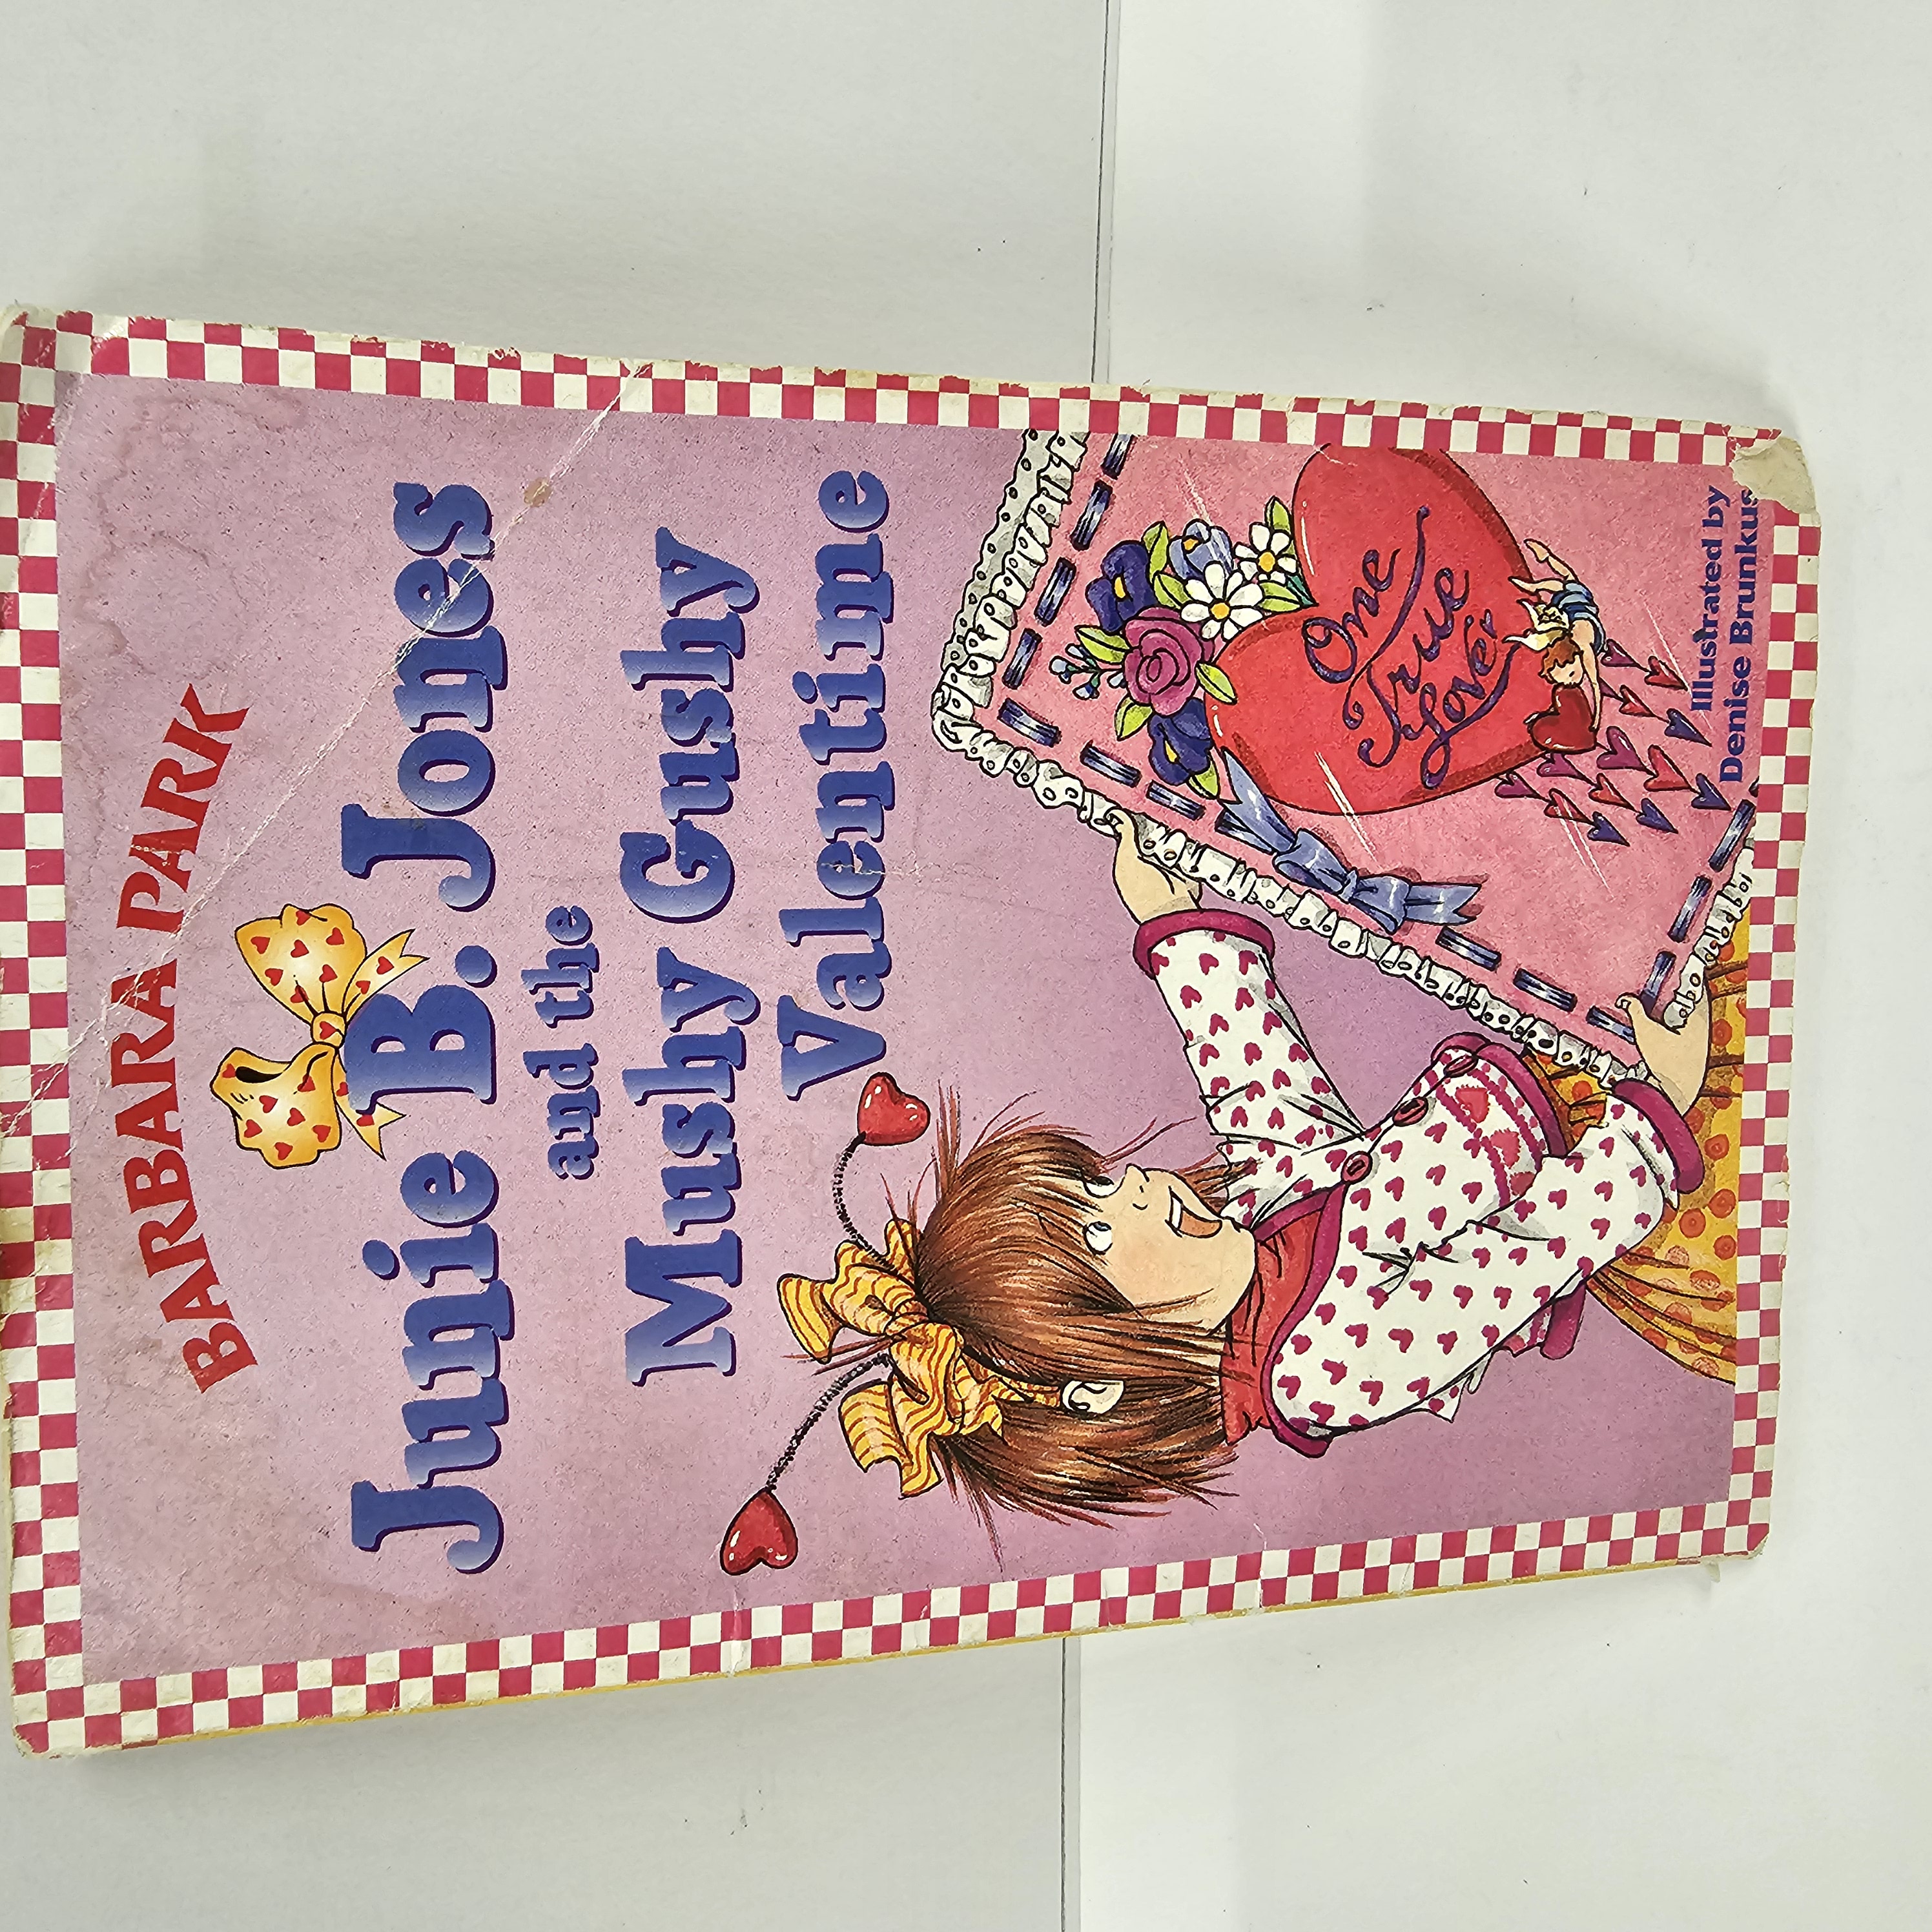 BARBARA PARK
Junie B. Jones
and the
Mushy Gushy
Valentime
One
True
Love
Illustrated by
Denise Brunkus